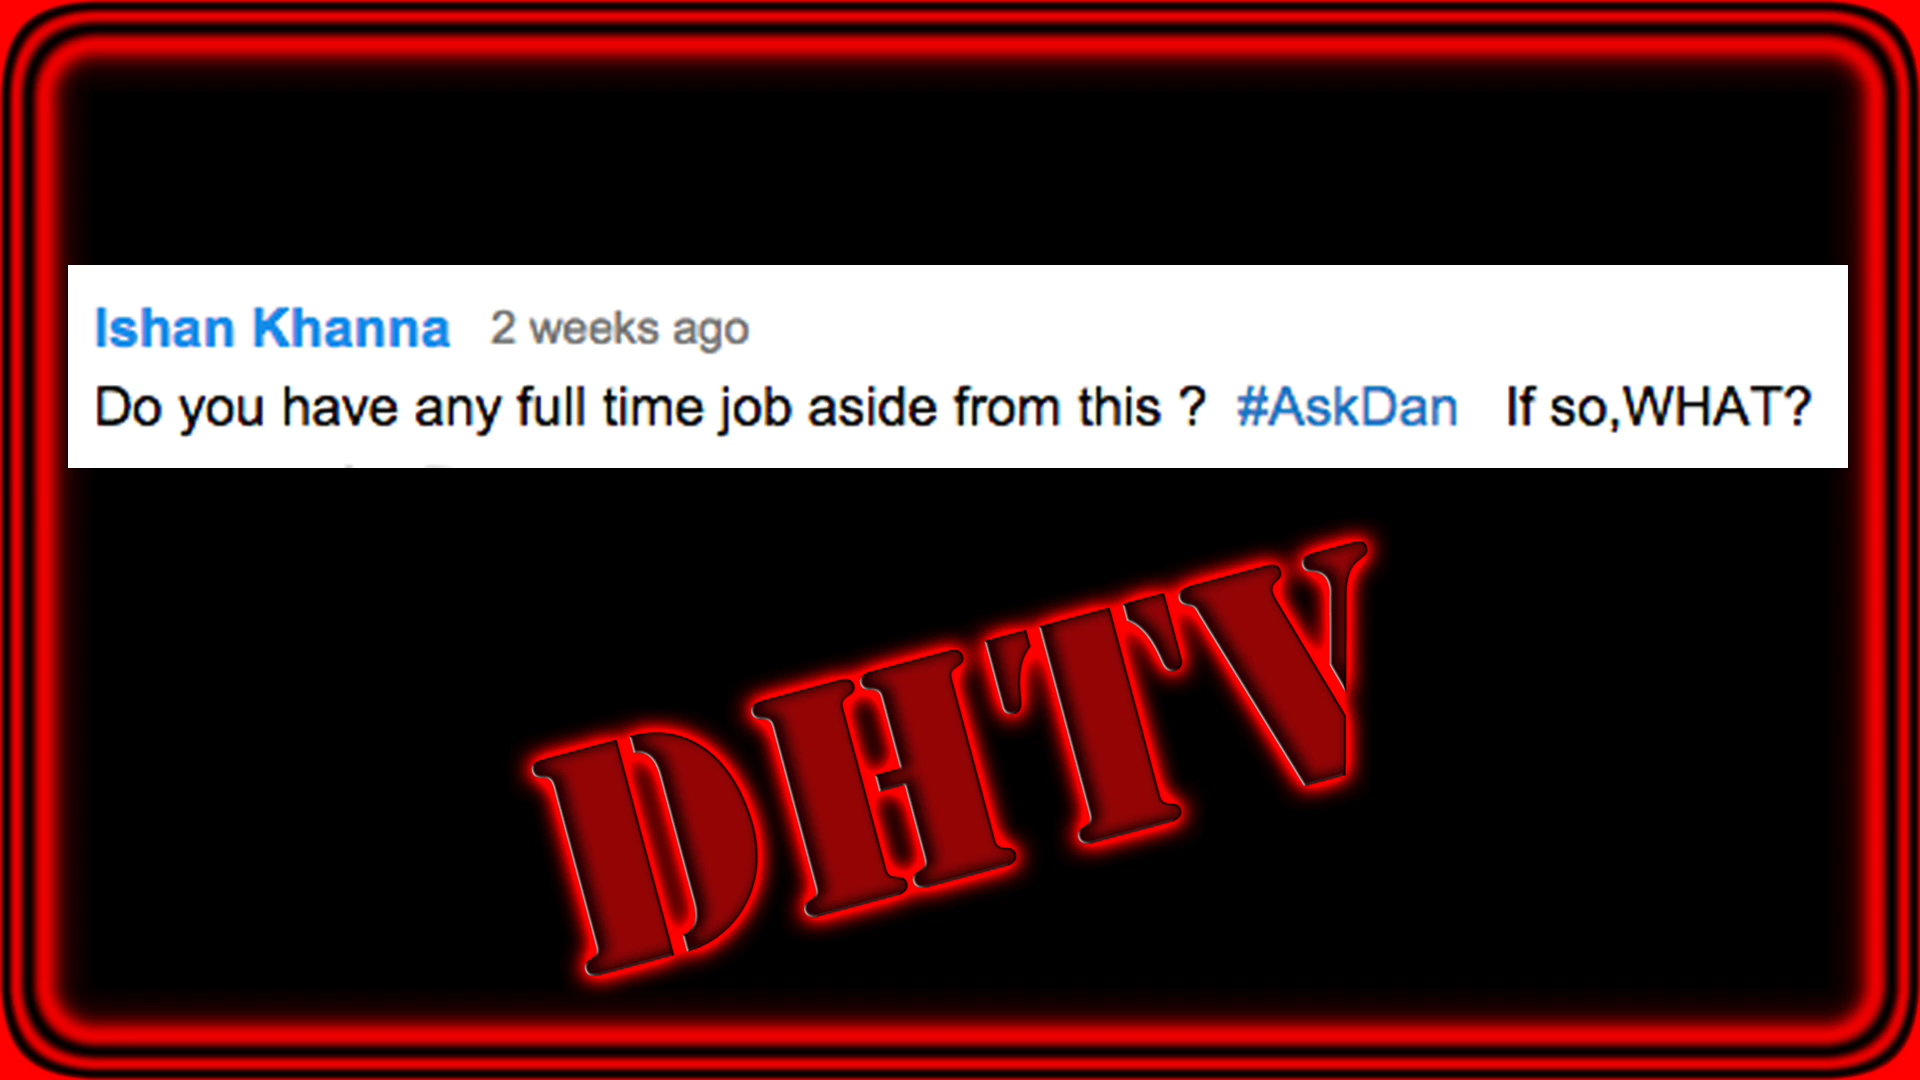 Ishan Khanna 2 weeks ago
Do you have any full time job aside from this ? #AskDan If so,WHAT?
DHTV